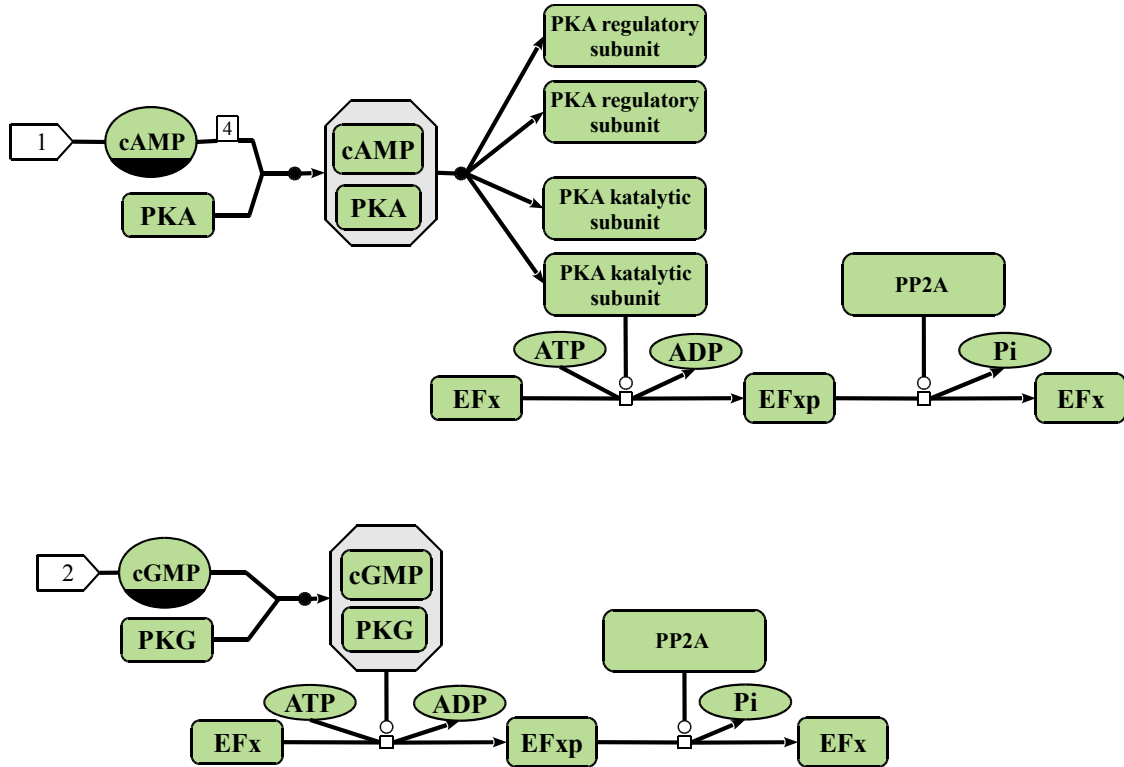 PKA regulatory
subunit
PKA regulatory
subunit
1
cAMP
4
cAMP
PKA
PKA
PKA katalytic
subunit
PKA katalytic
subunit
PP2A
ATP
ADP
Pi
EFx
EFxp
EFx
2
cGMP
cGMP
PKG
PKG
PP2A
ATP
ADP
Pi
EFx
EFxp
EFx